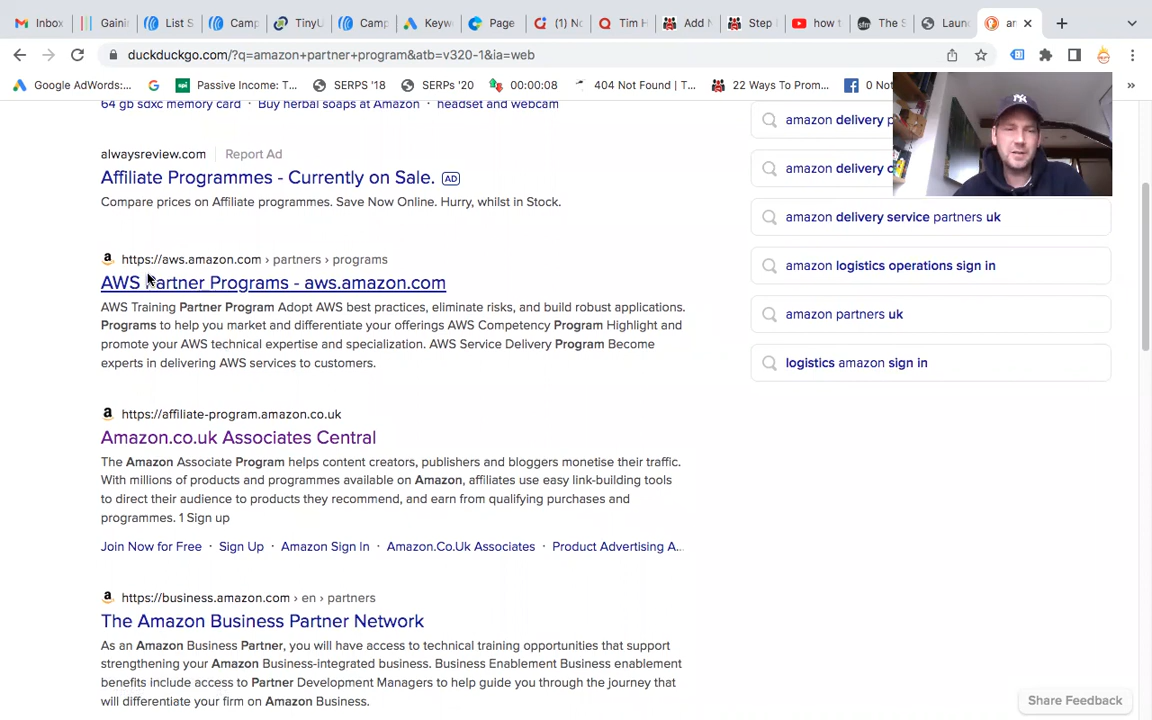 Inbox
Gainir
List S
Camp
TinyU
Camp
Keyw
Page
(1) No
Tim H
Add N
Step
how t
The S
Launc
an
duckduckgo.com/?q=amazon+partner+program&atb=v320-1&ia=web
Google AdWords:...
Passive Income: T...
SERPS '18
SERPs '20
00:00:08
404 Not Found | T...
22 Ways To Prom...
0 Not
64 gb sdxc memory card · Buy herbal soaps at Amazon · headset and webcam
alwaysreview.com Report Ad
Affiliate Programmes - Currently on Sale. AD
Compare prices on Affiliate programmes. Save Now Online. Hurry, whilst in Stock.
https://aws.amazon.com › partners › programs
AWS Partner Programs - aws.amazon.com
AWS Training Partner Program Adopt AWS best practices, eliminate risks, and build robust applications.
Programs to help you market and differentiate your offerings AWS Competency Program Highlight and
promote your AWS technical expertise and specialization. AWS Service Delivery Program Become
experts in delivering AWS services to customers.
https://affiliate-program.amazon.co.uk
Amazon.co.uk Associates Central
The Amazon Associate Program helps content creators, publishers and bloggers monetise their traffic.
With millions of products and programmes available on Amazon, affiliates use easy link-building tools
to direct their audience to products they recommend, and earn from qualifying purchases and
programmes. 1 Sign up
Join Now for Free · Sign Up · Amazon Sign In · Amazon.Co.Uk Associates · Product Advertising A...
https://business.amazon.com › en › partners
The Amazon Business Partner Network
As an Amazon Business Partner, you will have access to technical training opportunities that support
strengthening your Amazon Business-integrated business. Business Enablement Business enablement
benefits include access to Partner Development Managers to help guide you through the journey that
will differentiate your firm on Amazon Business.
amazon delivery p
amazon delivery
amazon delivery service partners uk
amazon logistics operations sign in
amazon partners uk
logistics amazon sign in
Share Feedback